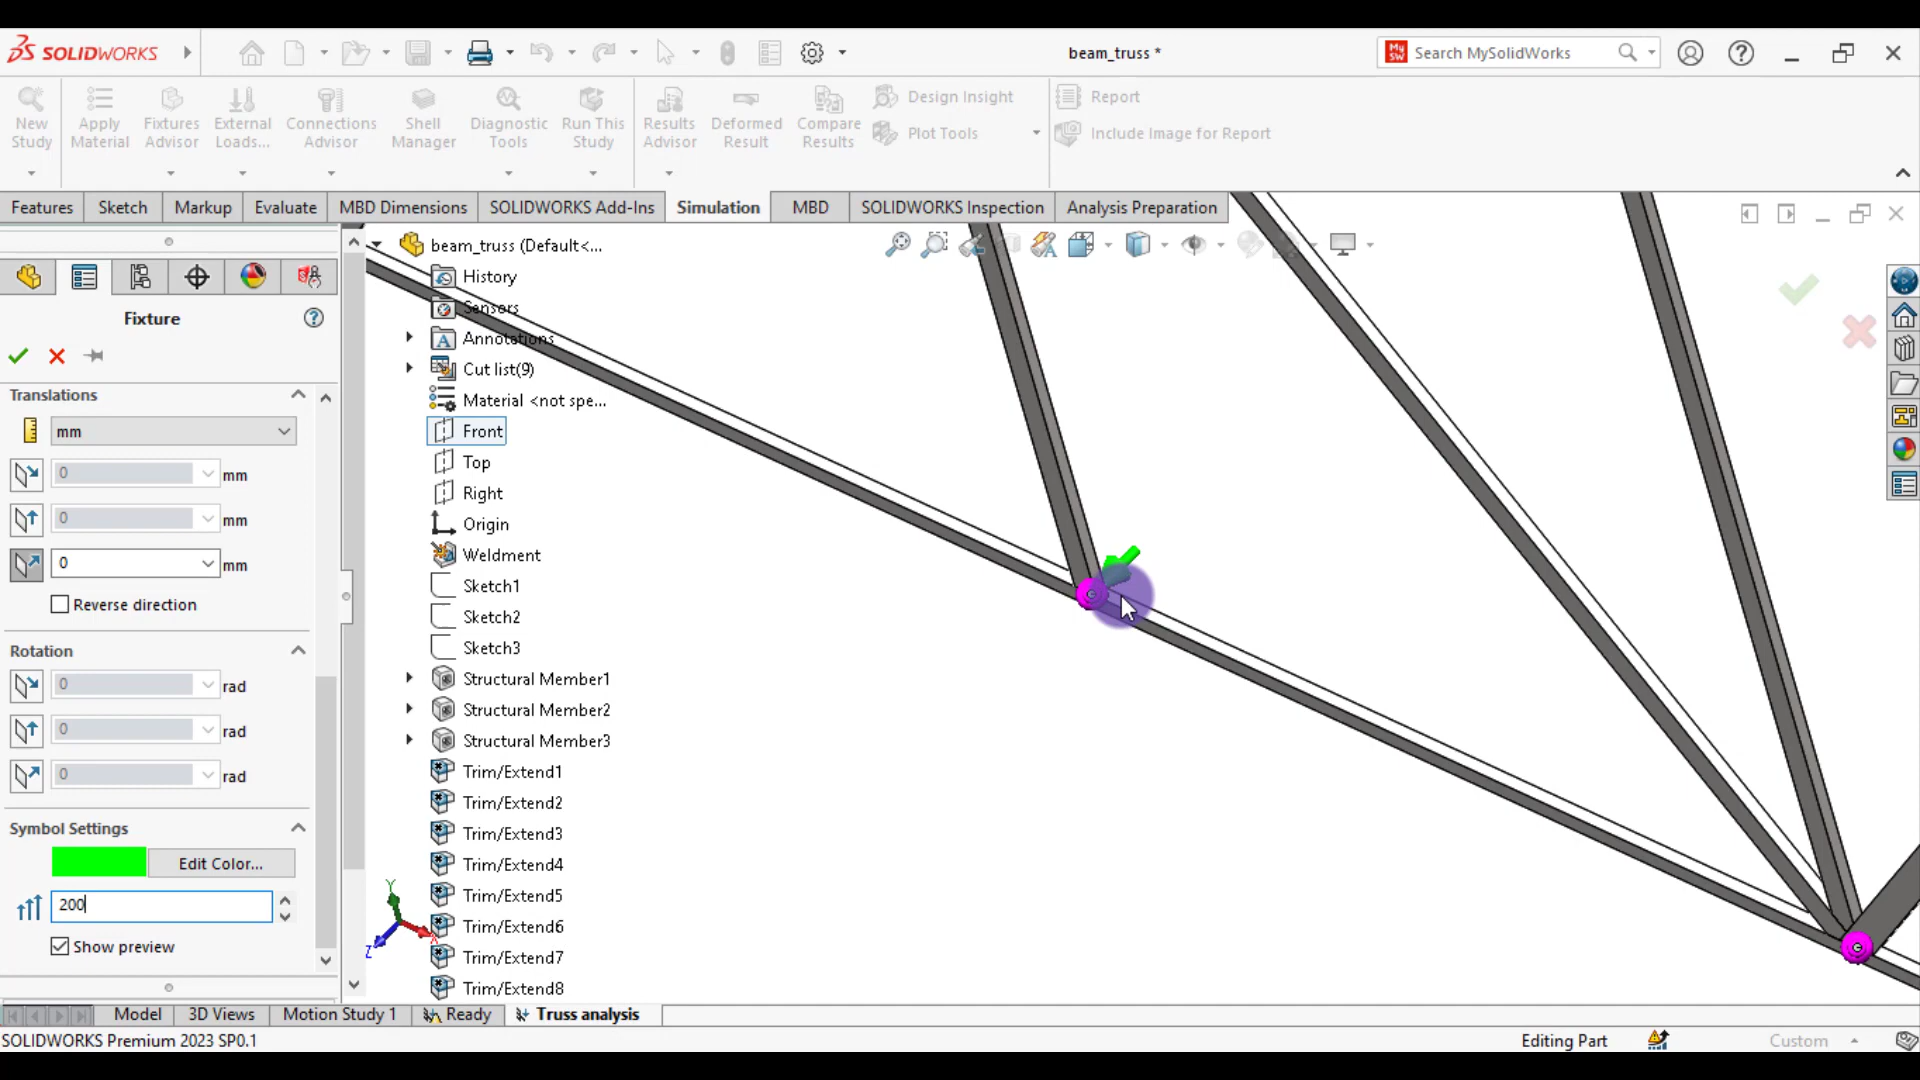 SOLIDWORKS
beam_truss *
Search MySolidWorks
New Study
Apply Material
Fixtures Advisor
External Loads...
Connections Advisor
Shell Manager
Diagnostic Tools
Run This Study
Results Advisor
Deformed Result
Compare Results
Design Insight
Plot Tools
Report
Include Image for Report
Features
Sketch
Markup
Evaluate
MBD Dimensions
SOLIDWORKS Add-Ins
Simulation
MBD
SOLIDWORKS Inspection
Analysis Preparation
Fixture
Translations
mm
0 mm
0 mm
0 mm
Reverse direction
Rotation
0 rad
0 rad
0 rad
Symbol Settings
Edit Color...
200
Show preview
beam_truss (Default<...
History
Sensors
Annotations
Cut list(9)
Material <not spe...
Front
Top
Right
Origin
Weldment
Sketch1
Sketch2
Sketch3
Structural Member1
Structural Member2
Structural Member3
Trim/Extend1
Trim/Extend2
Trim/Extend3
Trim/Extend4
Trim/Extend5
Trim/Extend6
Trim/Extend7
Trim/Extend8
Y
Z
Model
3D Views
Motion Study 1
Ready
Truss analysis
SOLIDWORKS Premium 2023 SP0.1
Editing Part
Custom